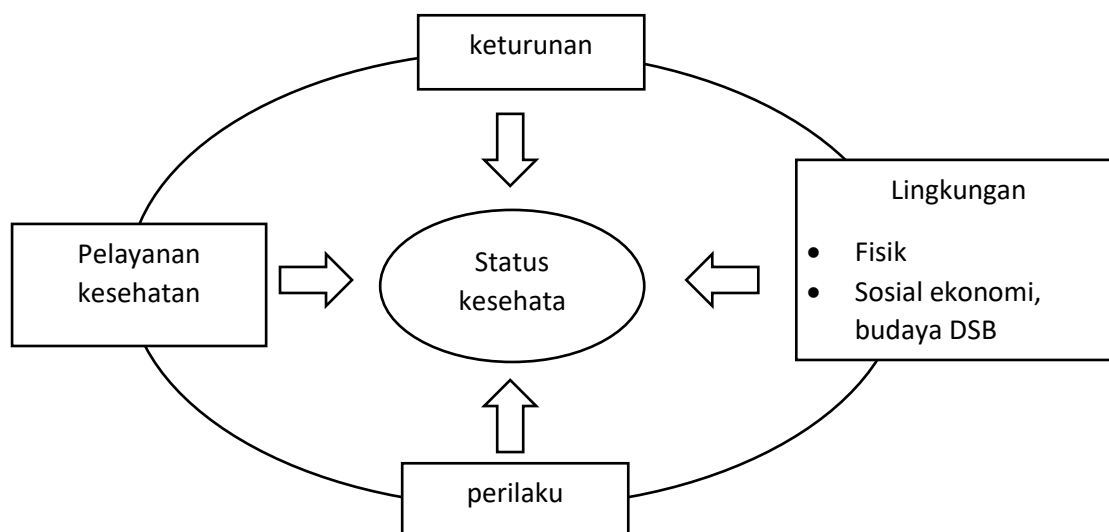 keturunan
Lingkungan
• Fisik
• Sosial ekonomi,
budaya DSB
Pelayanan
kesehatan
Status
kesehata
perilaku